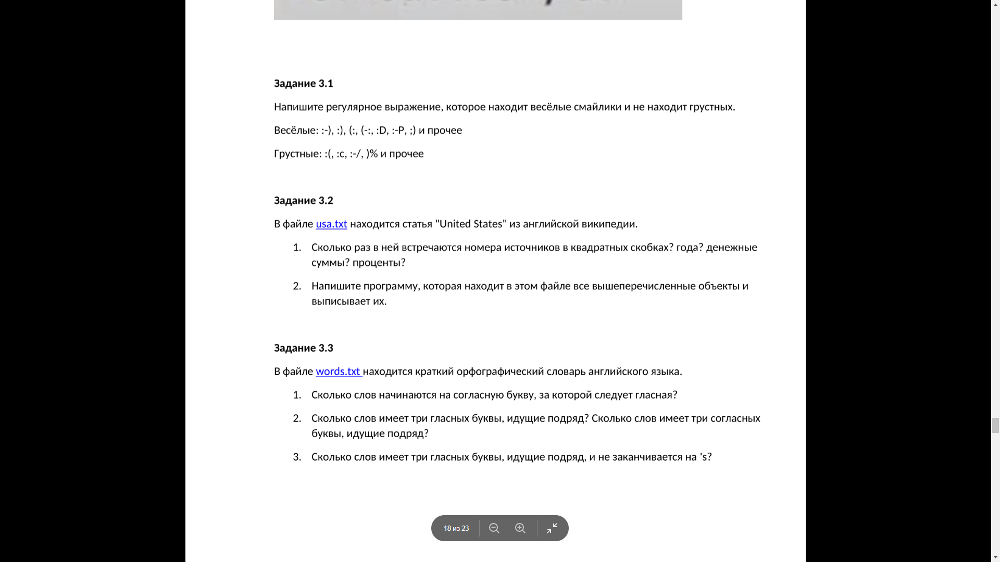 Задание 3.1
Напишите регулярное выражение, которое находит весёлые смайлики и не находит грустных.
Весёлые: :-), :), (:, (-:, :D, :-P, ;) и прочее
Грустные: :(, :c, :-/, )% и прочее
Задание 3.2
В файле usa.txt находится статья "United States" из английской википедии.
1. Сколько раз в ней встречаются номера источников в квадратных скобках? года? денежные
суммы? проценты?
2. Напишите программу, которая находит в этом файле все вышеперечисленные объекты и
выписывает их.
Задание 3.3
В файле words.txt находится краткий орфографический словарь английского языка.
1. Сколько слов начинаются на согласную букву, за которой следует гласная?
2. Сколько слов имеет три гласных буквы, идущие подряд? Сколько слов имеет три согласных
буквы, идущие подряд?
3. Сколько слов имеет три гласных буквы, идущие подряд, и не заканчивается на 's?
18 из 23